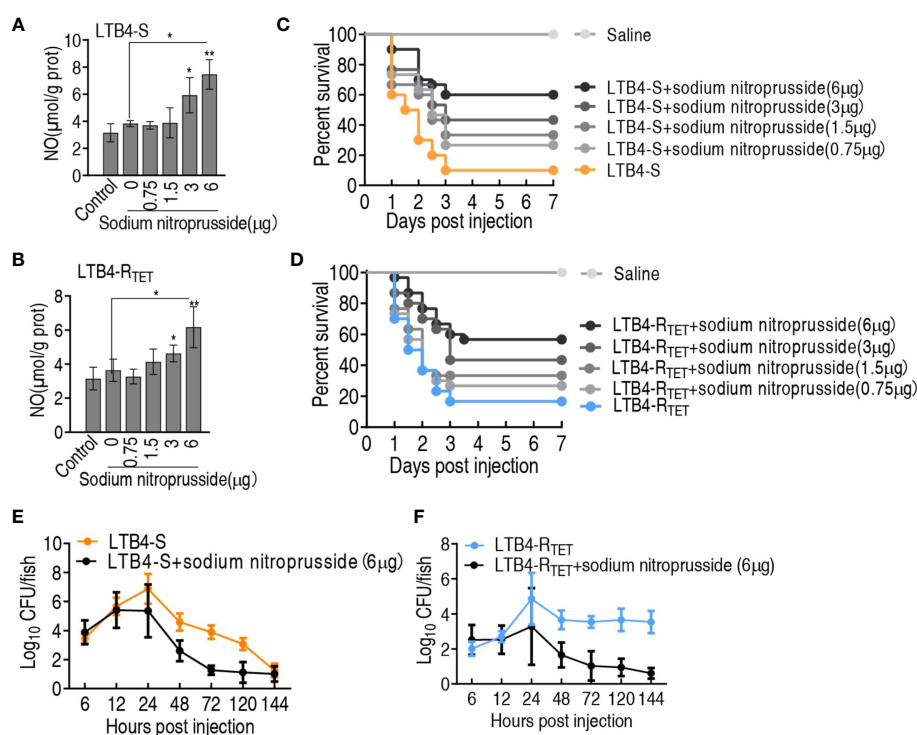 A
LTB4-S
*
*
**
10
8
6
4
2
0
NO(μmol/g prot)
Control
0
0.75
1.5
3
6
Sodium nitroprusside(μg)
B
LTB4-RTET
*
*
**
10
8
6
4
2
0
NO(μmol/g prot)
Control
0
0.75
1.5
3
6
Sodium nitroprusside(μg)
C
100
80
60
40
20
0
Percent survival
0 1 2 3 4 5 6 7
Days post injection
Saline
LTB4-S+sodium nitroprusside(6μg)
LTB4-S+sodium nitroprusside(3μg)
LTB4-S+sodium nitroprusside(1.5μg)
LTB4-S+sodium nitroprusside(0.75μg)
LTB4-S
D
100
80
60
40
20
0
Percent survival
0 1 2 3 4 5 6 7
Days post injection
Saline
LTB4-RTET+sodium nitroprusside(6μg)
LTB4-RTET+sodium nitroprusside(3μg)
LTB4-RTET+sodium nitroprusside(1.5μg)
LTB4-RTET+sodium nitroprusside(0.75μg)
LTB4-RTET
E
LTB4-S
LTB4-S+sodium nitroprusside (6μg)
10
8
6
4
2
0
Log10 CFU/fish
6 12 24 48 72 120 144
Hours post injection
F
LTB4-RTET
LTB4-RTET+sodium nitroprusside (6μg)
8
6
4
2
0
Log10 CFU/fish
6 12 24 48 72 120 144
Hours post injection